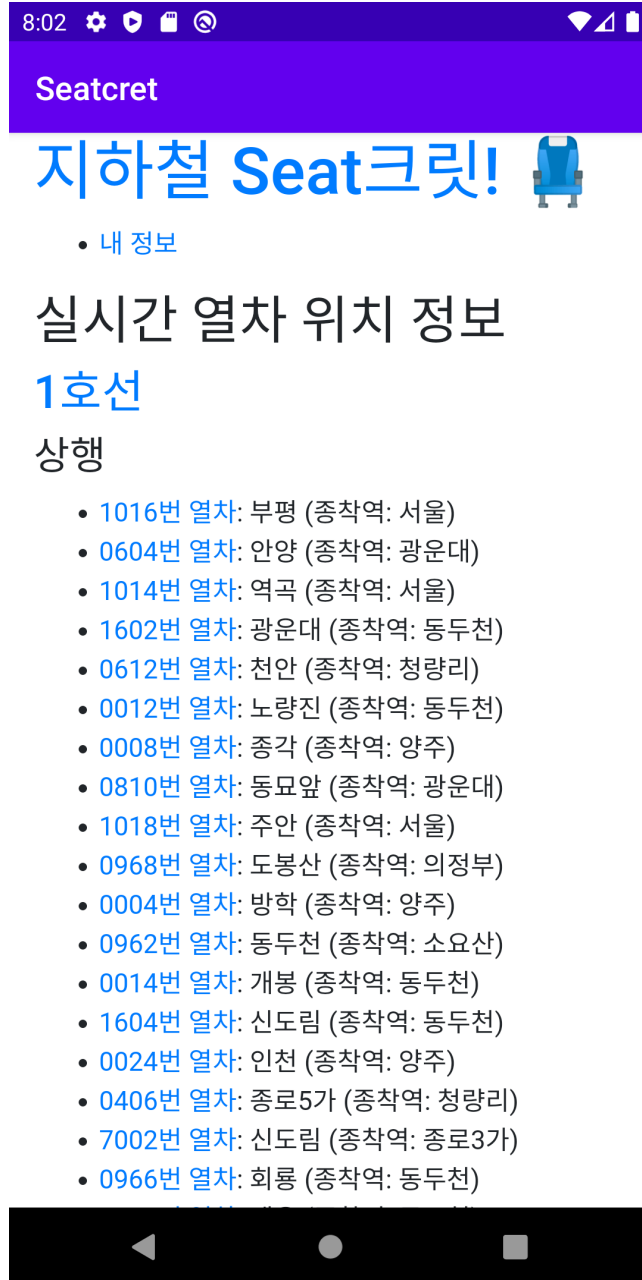 8:02
Seatcret
지하철 Seat크릿! 💺
내 정보
실시간 열차 위치 정보
1호선
상행
1016번 열차: 부평 (종착역: 서울)
0604번 열차: 안양 (종착역: 광운대)
1014번 열차: 역곡 (종착역: 서울)
1602번 열차: 광운대 (종착역: 동두천)
0612번 열차: 천안 (종착역: 청량리)
0012번 열차: 노량진 (종착역: 동두천)
0008번 열차: 종각 (종착역: 양주)
0810번 열차: 동묘앞 (종착역: 광운대)
1018번 열차: 주안 (종착역: 서울)
0968번 열차: 도봉산 (종착역: 의정부)
0004번 열차: 방학 (종착역: 양주)
0962번 열차: 동두천 (종착역: 소요산)
0014번 열차: 개봉 (종착역: 동두천)
1604번 열차: 신도림 (종착역: 동두천)
0024번 열차: 인천 (종착역: 양주)
0406번 열차: 종로5가 (종착역: 청량리)
7002번 열차: 신도림 (종착역: 종로3가)
0966번 열차: 회룡 (종착역: 동두천)